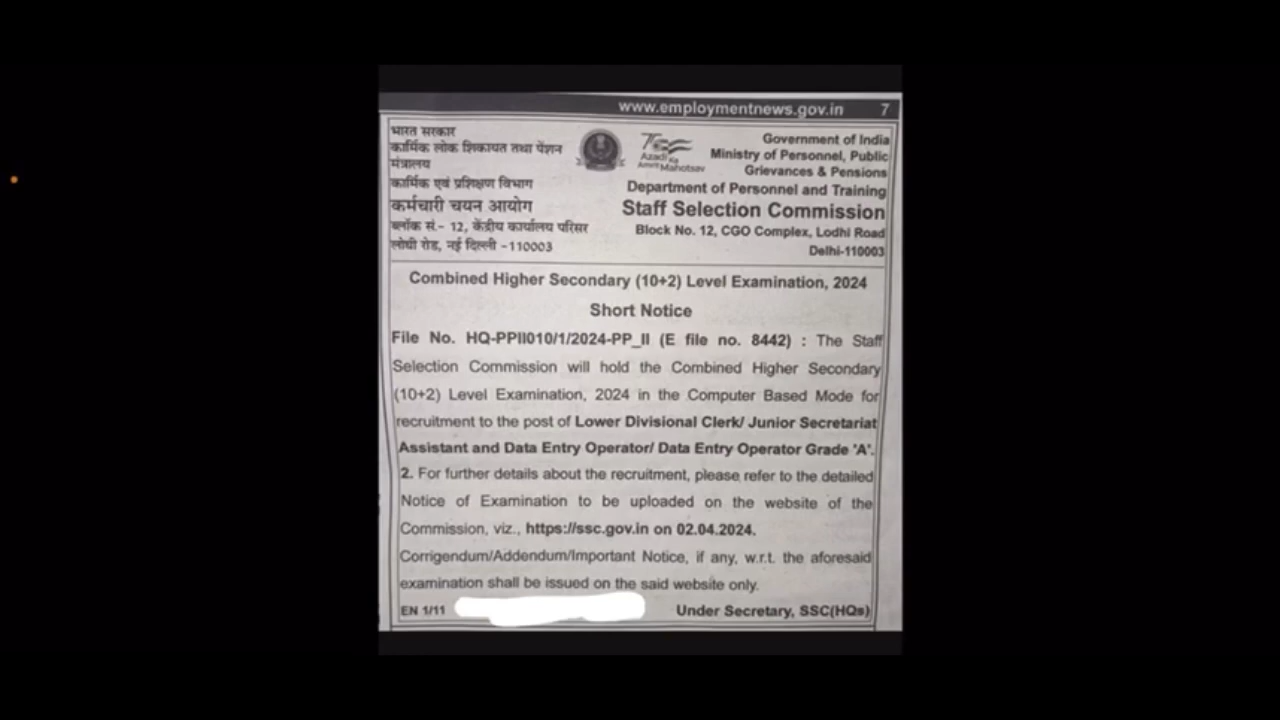 www.employmentnews.gov.in 7
भारत सरकार
कार्मिक लोक शिकायत तथा पेंशन
मंत्रालय
कार्मिक एवं प्रशिक्षण विभाग
कर्मचारी चयन आयोग
ब्लॉक सं.- 12, केंद्रीय कार्यालय परिसर
लोधी रोड, नई दिल्ली -110003
Azadi Ka
Amrit Mahotsav
Government of India
Ministry of Personnel, Public
Grievances & Pensions
Department of Personnel and Training
Staff Selection Commission
Block No. 12, CGO Complex, Lodhi Road
Delhi-110003
Combined Higher Secondary (10+2) Level Examination, 2024
Short Notice
File No. HQ-PPII010/1/2024-PP_II (E file no. 8442) : The Staff
Selection Commission will hold the Combined Higher Secondary
(10+2) Level Examination, 2024 in the Computer Based Mode for
recruitment to the post of Lower Divisional Clerk/ Junior Secretariat
Assistant and Data Entry Operator/ Data Entry Operator Grade 'A'.
2. For further details about the recruitment, please refer to the detailed
Notice of Examination to be uploaded on the website of the
Commission, viz., https://ssc.gov.in on 02.04.2024.
Corrigendum/Addendum/Important Notice, if any, w.r.t. the aforesaid
examination shall be issued on the said website only.
EN 1/11 Under Secretary, SSC(HQs)